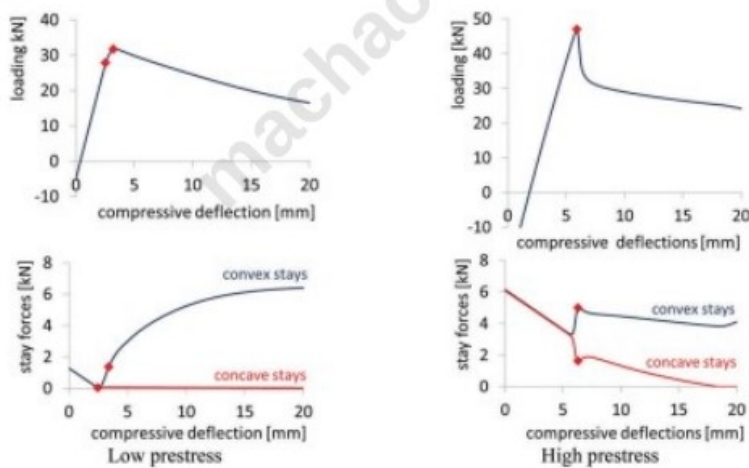 40
30
20
10
0
-10
loading kN
0 5 10 15 20
compressive deflection [mm]
50
40
30
20
10
0
-10
loading [kN]
0 5 10 15 20
compressive deflections [mm]
machac
8
6
4
2
0
stay forces [kN]
convex stays
concave stays
0 5 10 15 20
compressive deflection [mm]
Low prestress
8
6
4
2
0
stay forces [kN]
convex stays
concave stays
0 5 10 15 20
compressive deflections [mm]
High prestress